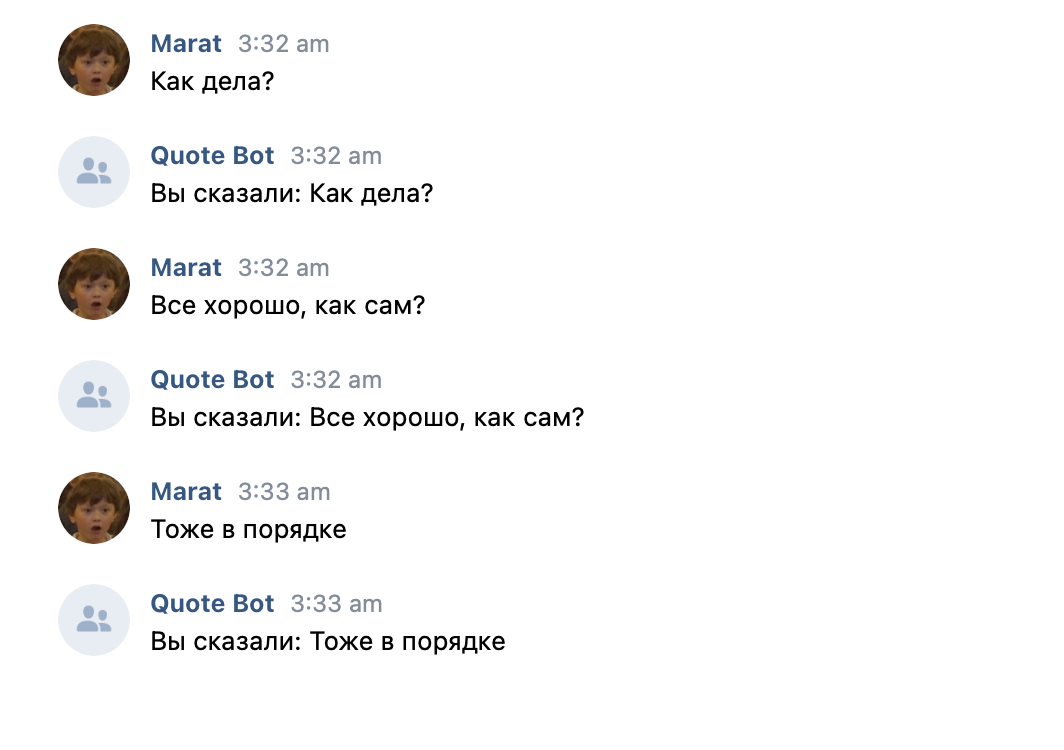 Marat 3:32 am
Как дела?
Quote Bot 3:32 am
Вы сказали: Как дела?
Marat 3:32 am
Все хорошо, как сам?
Quote Bot 3:32 am
Вы сказали: Все хорошо, как сам?
Marat 3:33 am
Тоже в порядке
Quote Bot 3:33 am
Вы сказали: Тоже в порядке